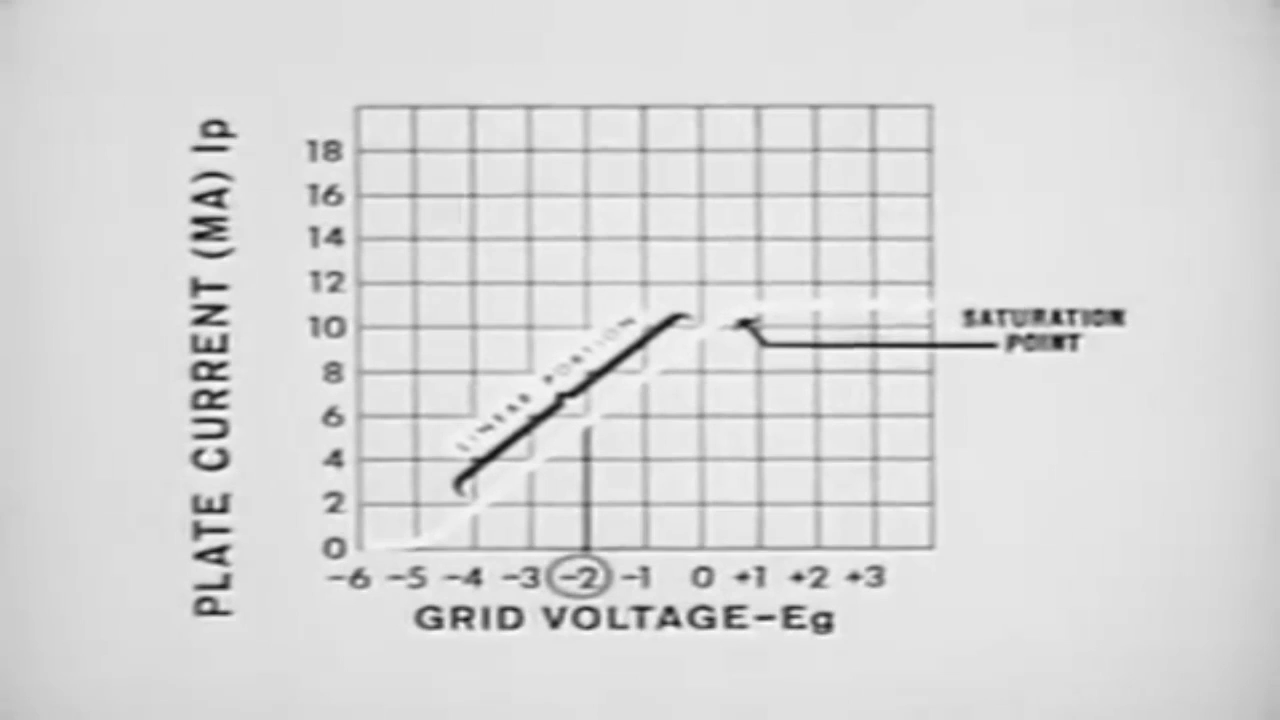 PLATE CURRENT (MA) Ip
18
16
14
12
10
8
6
4
2
0
-6 -5 -4 -3 -2 -1 0 +1 +2 +3
GRID VOLTAGE-Eg
LINEAR PORTION
SATURATION
POINT